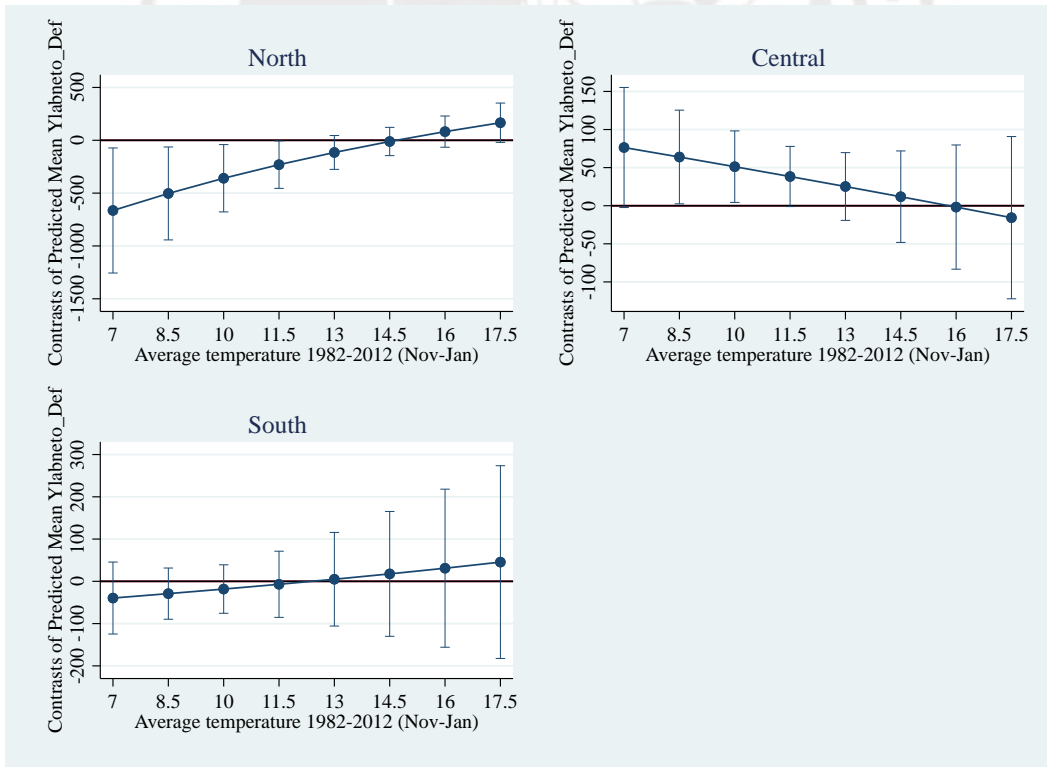 North
Contrasts of Predicted Mean Ylabneto_Def
500
0
-500
-1000
-1500
7 8.5 10 11.5 13 14.5 16 17.5
Average temperature 1982-2012 (Nov-Jan)
Central
Contrasts of Predicted Mean Ylabneto_Def
150
100
50
0
-50
-100
7 8.5 10 11.5 13 14.5 16 17.5
Average temperature 1982-2012 (Nov-Jan)
South
Contrasts of Predicted Mean Ylabneto_Def
300
200
100
0
-100
-200
7 8.5 10 11.5 13 14.5 16 17.5
Average temperature 1982-2012 (Nov-Jan)